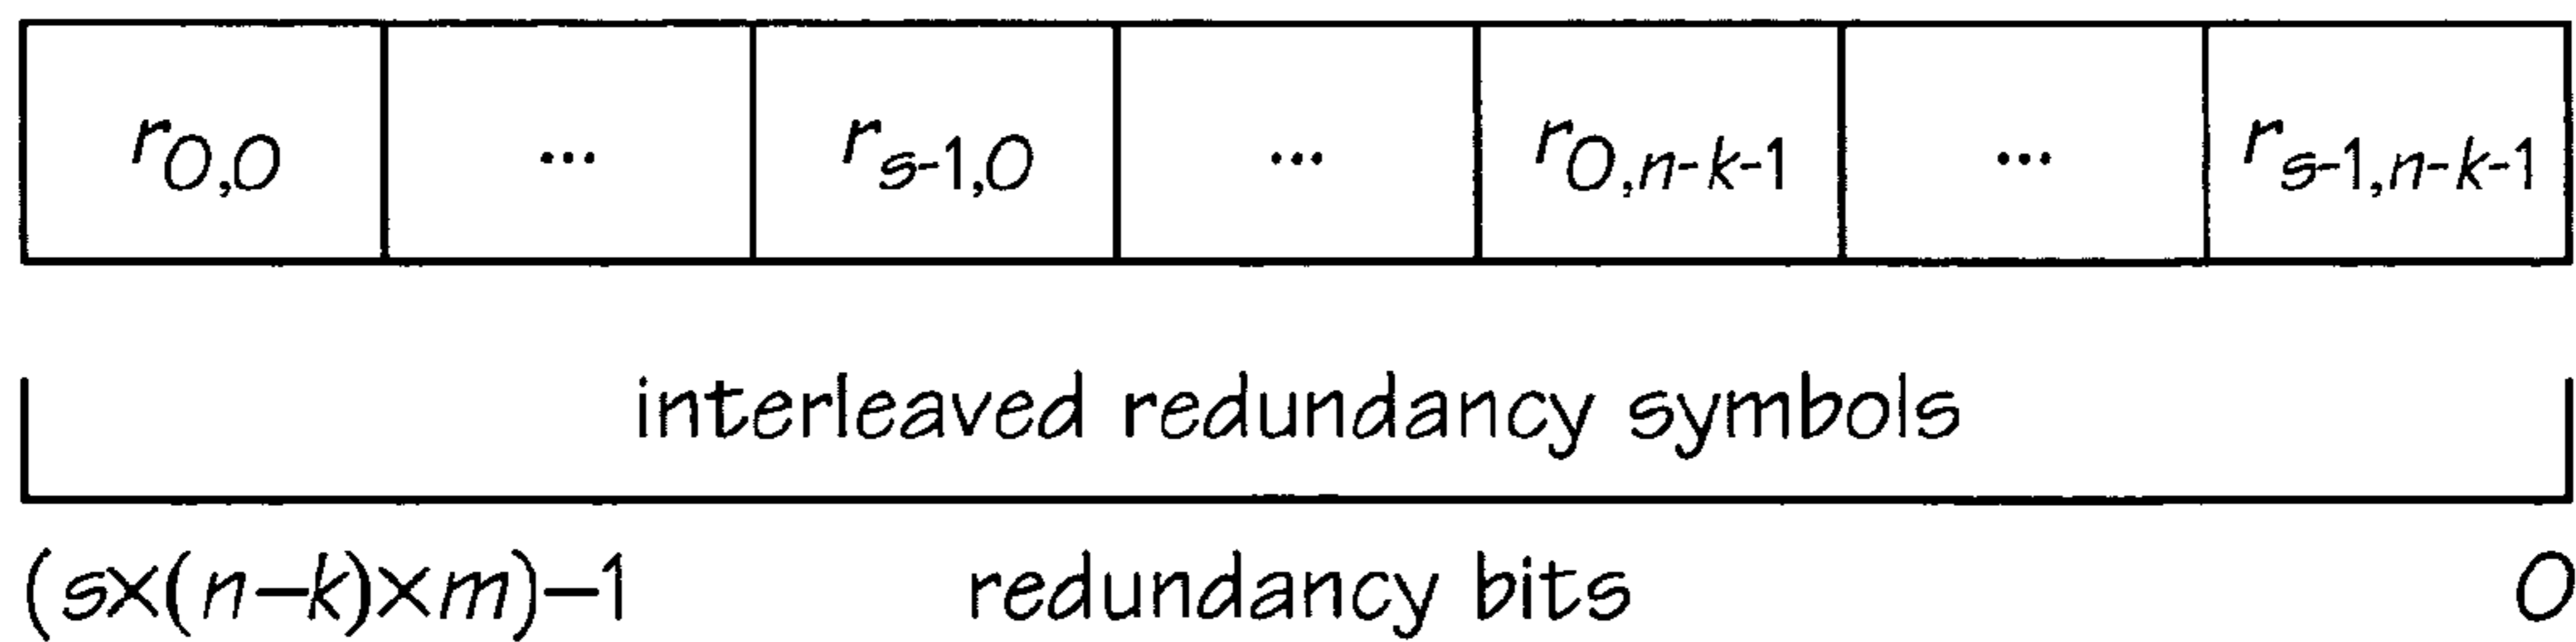 r0,0 ... rs-1,0 ... r0,n-k-1 ... rs-1,n-k-1
interleaved redundancy symbols
(s×(n−k)×m)−1 redundancy bits 0